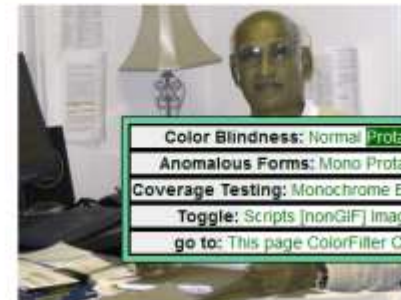 Color Blindness: Normal Prota
Anomalous Forms: Mono Prota
Coverage Testing: Monochrome E
Toggle: Scripts [nonGIF] Imag
go to: This page ColorFilter C